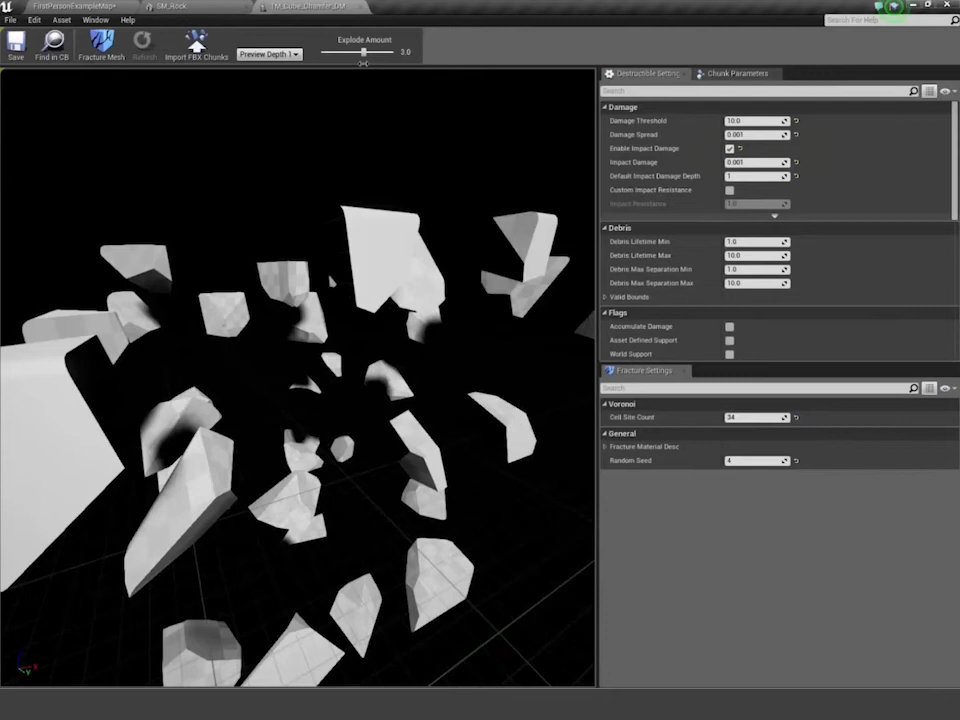 FirstPersonExampleMap*
SM_Rock
File Edit Asset Window Help
Search For Help
Save
Find in CB
Fracture Mesh
Refresh
Import FBX Chunks
Preview Depth 1
Explode Amount
3.0
Destructible Setting
Chunk Parameters
Search
Damage
Damage Threshold 10.0
Damage Spread 0.001
Enable Impact Damage
Impact Damage 0.001
Default Impact Damage Depth 1
Custom Impact Resistance
Impact Resistance 1.0
Debris
Debris Lifetime Min 1.0
Debris Lifetime Max 10.0
Debris Max Separation Min 1.0
Debris Max Separation Max 10.0
Valid Bounds
Flags
Accumulate Damage
Asset Defined Support
World Support
Fracture Settings
Search
Voronoi
Cell Site Count 34
General
Fracture Material Desc
Random Seed 4